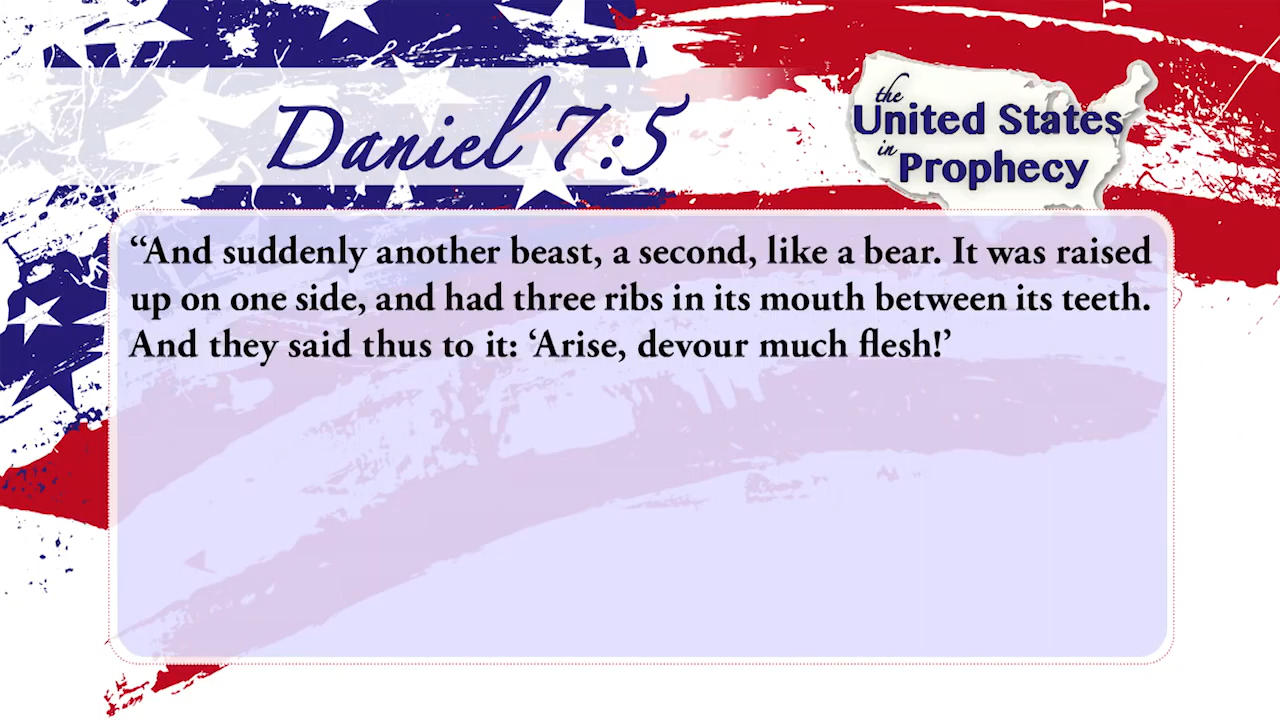 Daniel 7:5
the
United States
in
Prophecy
“And suddenly another beast, a second, like a bear. It was raised
up on one side, and had three ribs in its mouth between its teeth.
And they said thus to it: ‘Arise, devour much flesh!’